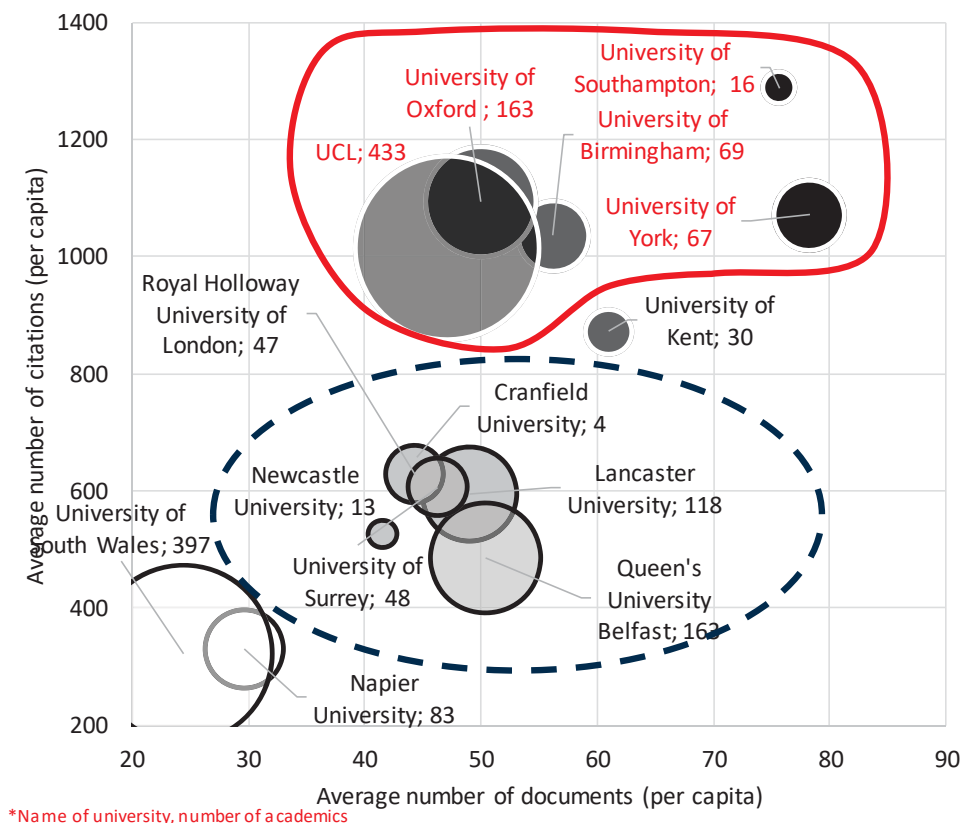 1400
1200
1000
800
600
400
200
20
30
40
50
60
70
80
90
Average number of citations (per capita)
Average number of documents (per capita)
University of
Southampton; 16
University of
Oxford ; 163
University of
Birmingham; 69
UCL; 433
University of
York; 67
Royal Holloway
University of
London; 47
University of
Kent; 30
Cranfield
University; 4
Newcastle
University; 13
Lancaster
University; 118
University of
South Wales; 397
University of
Surrey; 48
Queen's
University
Belfast; 163
Napier
University; 83
*Name of university, number of academics